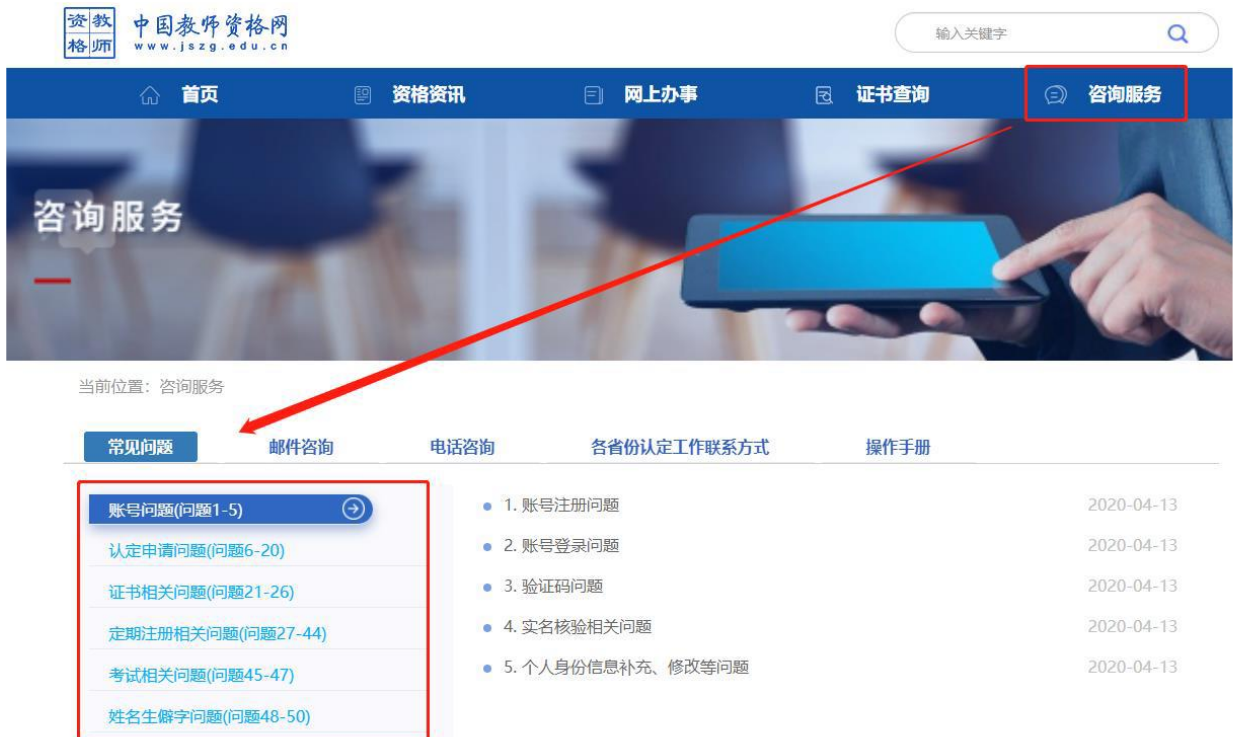 资教
格师
中国教师资格网
www.jszg.edu.cn
输入关键字
首页 资格资讯 网上办事 证书查询 咨询服务
咨询服务
当前位置：咨询服务
常见问题 邮件咨询 电话咨询 各省份认定工作联系方式 操作手册
账号问题(问题1-5)
认定申请问题(问题6-20)
证书相关问题(问题21-26)
定期注册相关问题(问题27-44)
考试相关问题(问题45-47)
姓名生僻字问题(问题48-50)
1. 账号注册问题 2020-04-13
2. 账号登录问题 2020-04-13
3. 验证码问题 2020-04-13
4. 实名核验相关问题 2020-04-13
5. 个人身份信息补充、修改等问题 2020-04-13